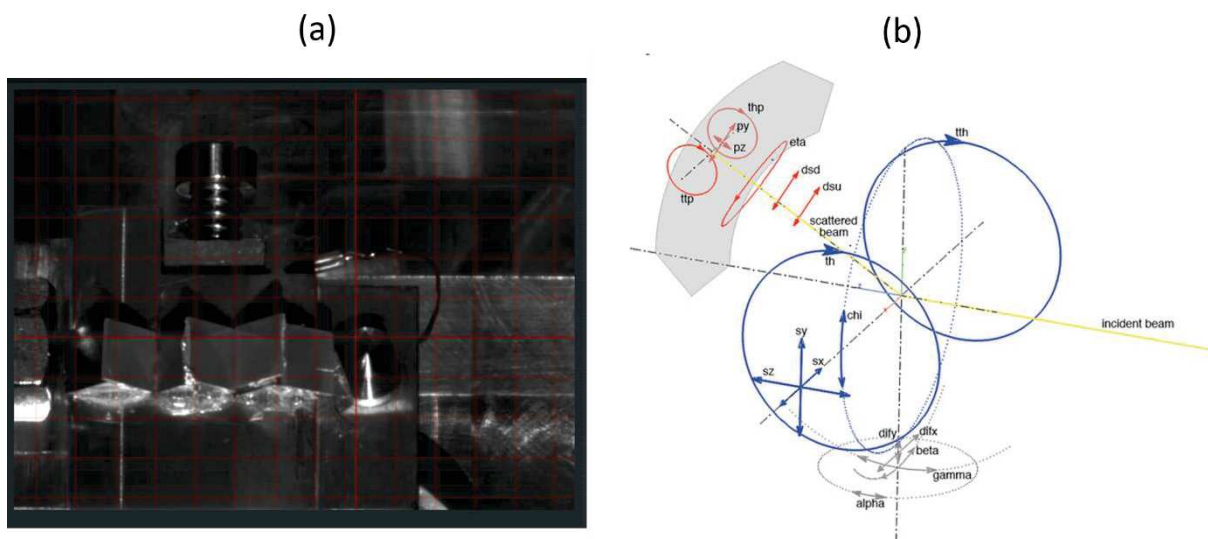 (a)
(b)
thp
py
pz
ttp
eta
dsd
dsu
scattered
beam
tth
th
chi
sy
sx
sz
incident beam
dify
difx
beta
gamma
alpha